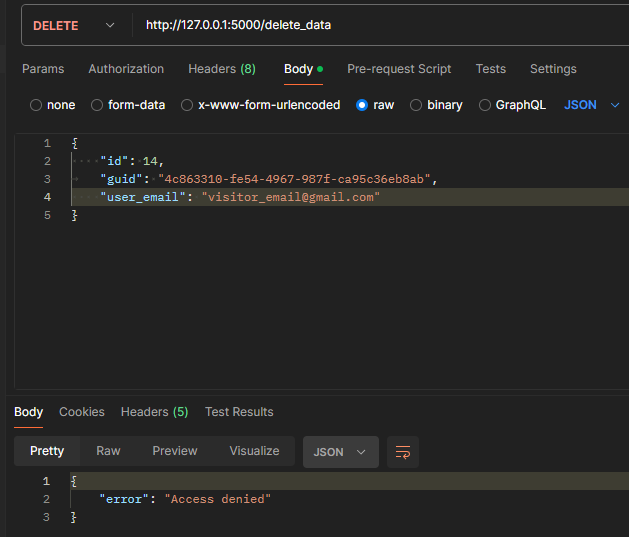 DELETE http://127.0.0.1:5000/delete_data
Params Authorization Headers (8) Body Pre-request Script Tests Settings
none form-data x-www-form-urlencoded raw binary GraphQL JSON
1 {
2 "id": 14,
3 "guid": "4c863310-fe54-4967-987f-ca95c36eb8ab",
4 "user_email": "visitor_email@gmail.com"
5 }
Body Cookies Headers (5) Test Results
Pretty Raw Preview Visualize JSON
1 {
2 "error": "Access denied"
3 }